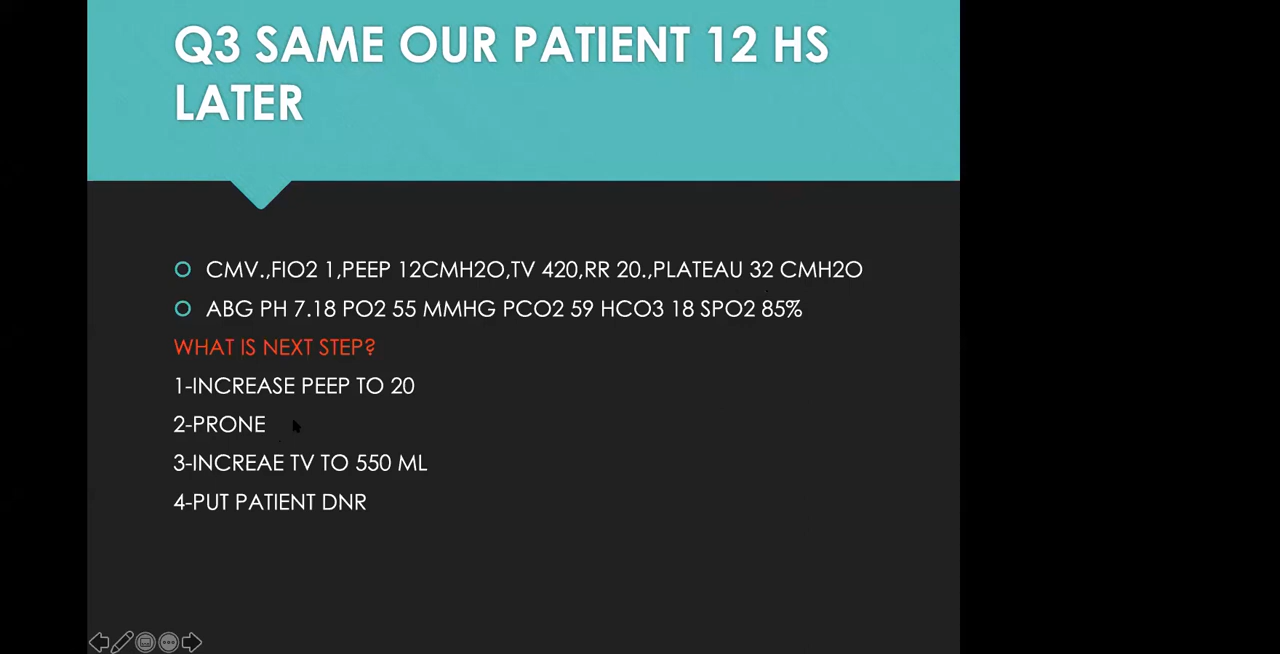 Q3 SAME OUR PATIENT 12 HS
LATER
CMV.,FIO2 1,PEEP 12CMH2O,TV 420,RR 20.,PLATEAU 32 CMH2O
ABG PH 7.18 PO2 55 MMHG PCO2 59 HCO3 18 SPO2 85%
WHAT IS NEXT STEP?
1-INCREASE PEEP TO 20
2-PRONE
3-INCREAE TV TO 550 ML
4-PUT PATIENT DNR